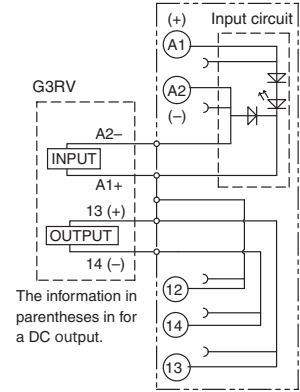 (+)
Input circuit
A1
G3RV
A2
(–)
A2–
INPUT
A1+
13 (+)
OUTPUT
14 (–)
The information in
parentheses in for
a DC output.
12
14
13